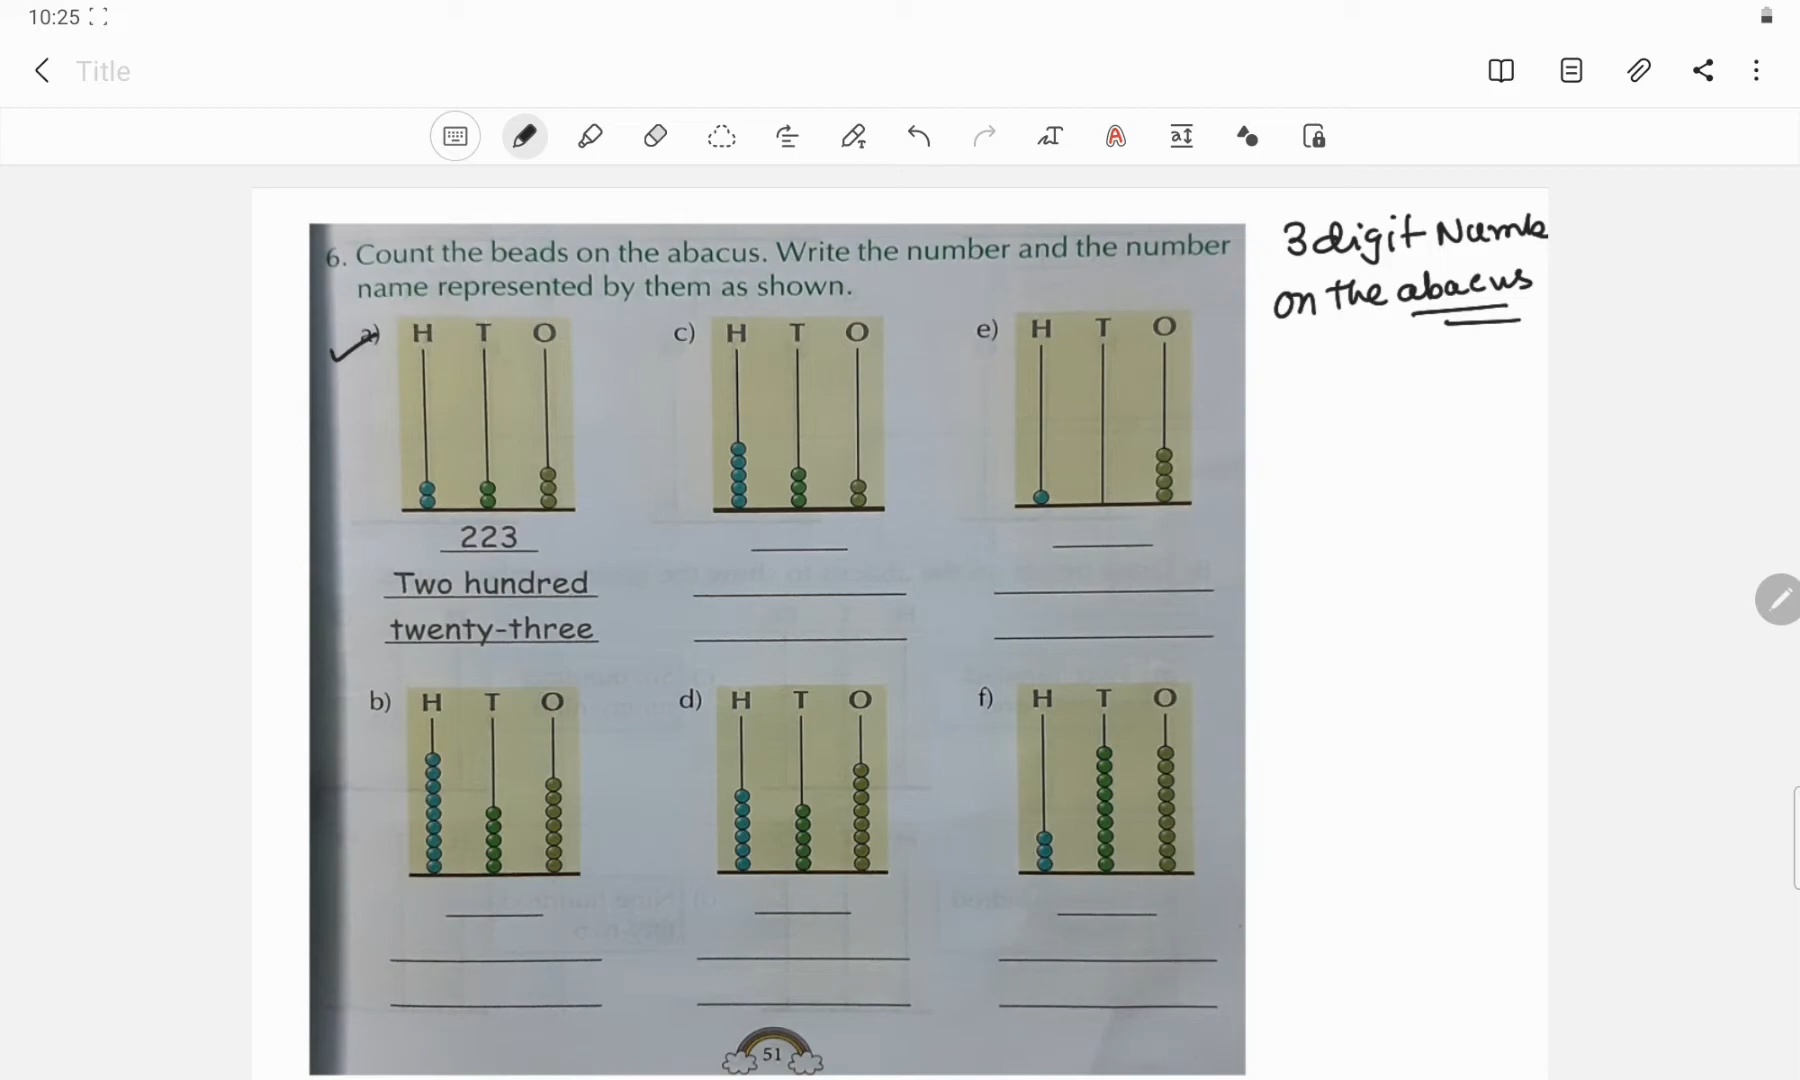 10:25
Title
6. Count the beads on the abacus. Write the number and the number
name represented by them as shown.
3 digit
on the abacus
a) H T O
c) H T O
e) H T O
223
Two hundred
twenty-three
b) H T O
d) H T O
f) H T O
51